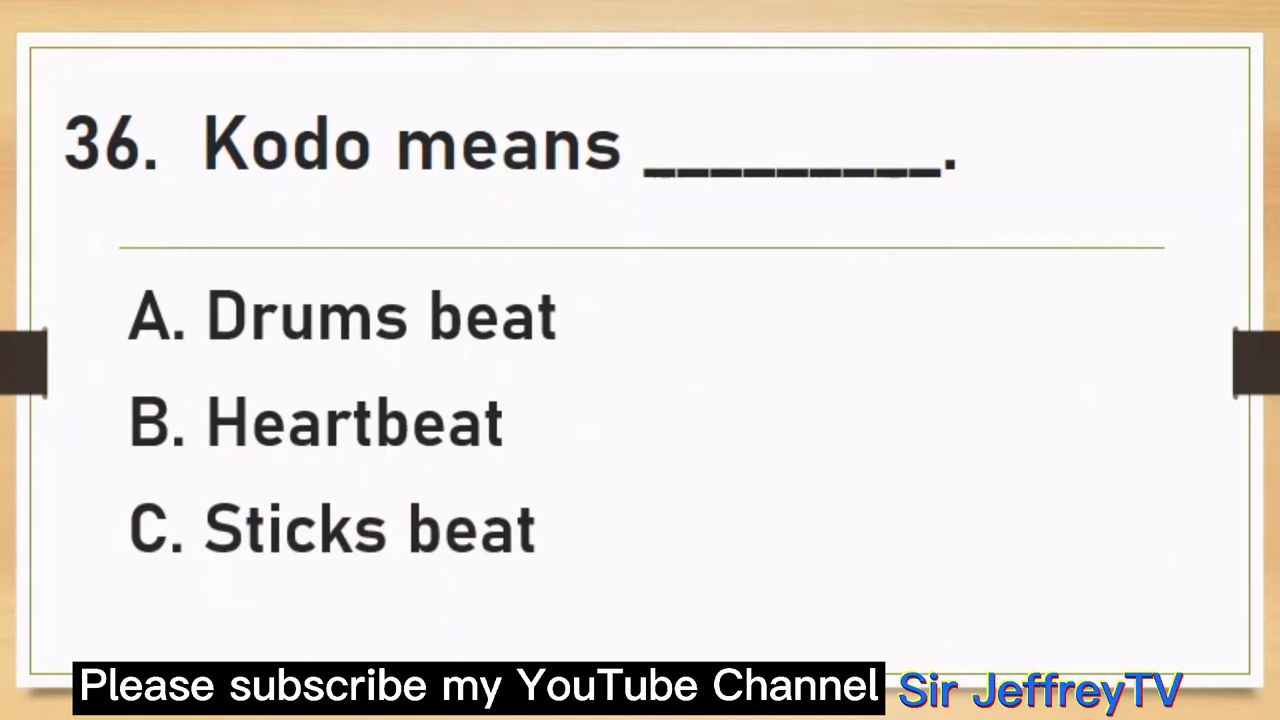 36. Kodo means _________.
A. Drums beat
B. Heartbeat
C. Sticks beat
Please subscribe my YouTube Channel Sir JeffreyTV